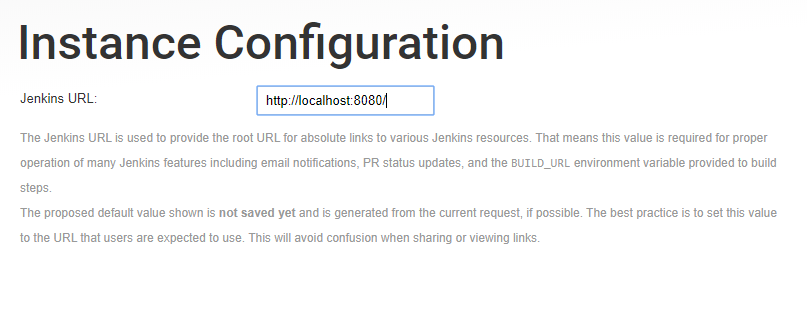 Instance Configuration
Jenkins URL: http://localhost:8080/
The Jenkins URL is used to provide the root URL for absolute links to various Jenkins resources. That means this value is required for proper
operation of many Jenkins features including email notifications, PR status updates, and the BUILD_URL environment variable provided to build
steps.
The proposed default value shown is not saved yet and is generated from the current request, if possible. The best practice is to set this value
to the URL that users are expected to use. This will avoid confusion when sharing or viewing links.